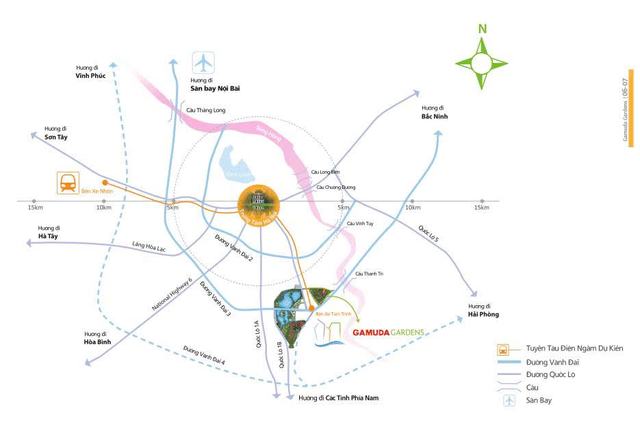 N
Hướng đi
Vĩnh Phúc
Hướng đi
Sân bay Nội Bài
Hướng đi
Bắc Ninh
Gamuda Gardens | 06-07
Cầu Thăng Long
Sông Hồng
Hướng đi
Sơn Tây
Cầu Long Biên
Cầu Chương Dương
Bến Xe Nhổn
15km
10km
5km
5km
10km
15km
Cầu Vĩnh Tuy
Quốc Lộ 5
Hướng đi
Hà Tây
Láng Hòa Lạc
Đường Vành Đai 2
Cầu Thanh Trì
National Highway 6
Đường Vành Đai 3
Bến Xe Yên Sở
Hướng đi
Hải Phòng
GAMUDA GARDENS
Hướng đi
Hòa Bình
Đường Vành Đai 4
Quốc Lộ 1A
Quốc Lộ 1B
Hướng đi Các Tỉnh Phía Nam
Tuyến Tàu Điện Ngầm Dự Kiến
Đường Vành Đai
Đường Quốc Lộ
Cầu
Sân Bay